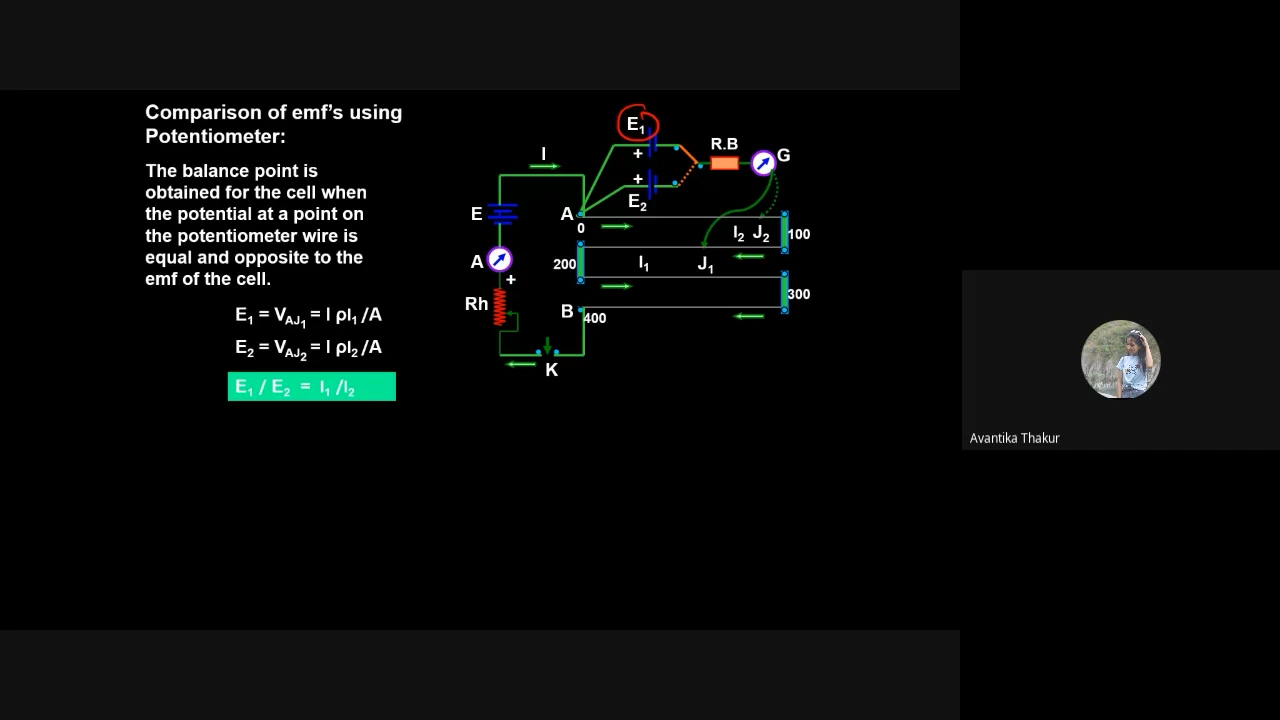 Comparison of emf's using
Potentiometer:
The balance point is
obtained for the cell when
the potential at a point on
the potentiometer wire is
equal and opposite to the
emf of the cell.
E₁ = V_AJ₁ = I ρl₁ /A
E₂ = V_AJ₂ = I ρl₂ /A
E₁ / E₂ = l₁ /l₂
E₁
+
R.B
G
I
+
E₂
E
A
0
l₂ J₂
100
A
+
200
l₁
J₁
Rh
B
400
300
K
Avantika Thakur